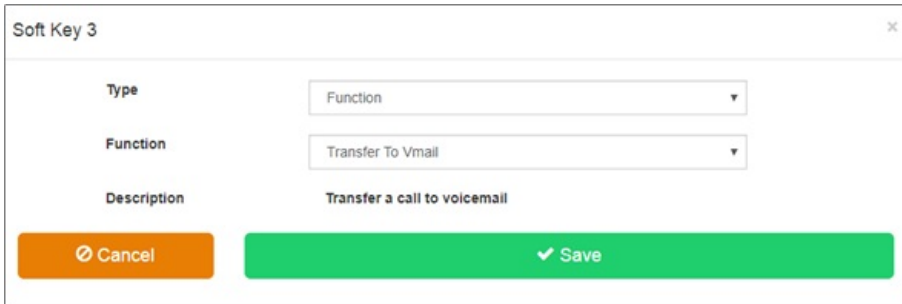 Soft Key 3 ×
Type Function
Function Transfer To Vmail
Description Transfer a call to voicemail
Cancel Save